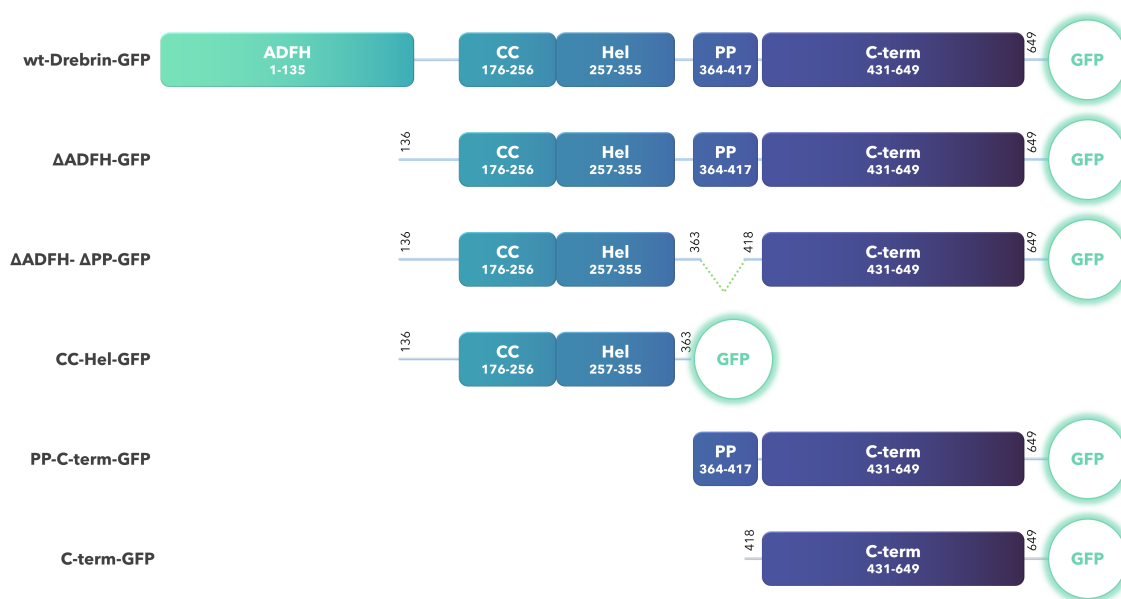 wt-Drebrin-GFP
ADFH
1-135
CC
176-256
Hel
257-355
PP
364-417
C-term
431-649
649
GFP
ΔADFH-GFP
136
CC
176-256
Hel
257-355
PP
364-417
C-term
431-649
649
GFP
ΔADFH- ΔPP-GFP
136
CC
176-256
Hel
257-355
363
418
C-term
431-649
649
GFP
CC-Hel-GFP
136
CC
176-256
Hel
257-355
363
GFP
PP-C-term-GFP
PP
364-417
C-term
431-649
649
GFP
C-term-GFP
418
C-term
431-649
649
GFP